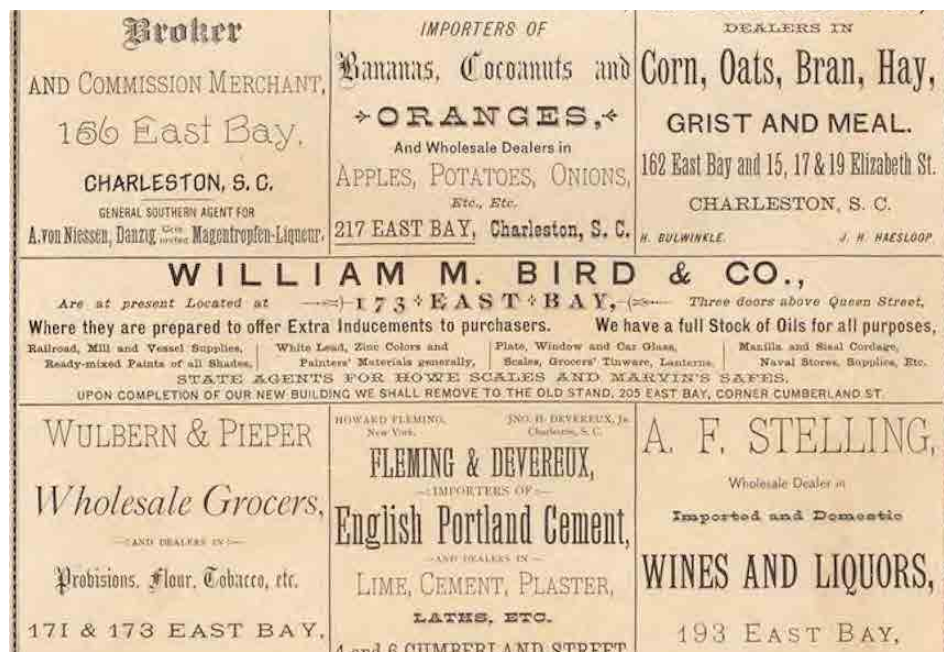 Broker
AND COMMISSION MERCHANT,
166 East Bay,
CHARLESTON, S. C.
GENERAL SOUTHERN AGENT FOR
A. von Niessen, Danzig Magentropfen-Liqueur.
IMPORTERS OF
Bananas, Cocoanuts and
ORANGES,
And Wholesale Dealers in
APPLES, POTATOES, ONIONS,
Etc., Etc.
217 EAST BAY, Charleston, S. C.
DEALERS IN
Corn, Oats, Bran, Hay,
GRIST AND MEAL.
162 East Bay and 15, 17 & 19 Elizabeth St.
CHARLESTON, S. C.
H. BULWINKLE. J. H. HAESLOOP.
WILLIAM M. BIRD & CO.,
Are at present Located at 173 EAST BAY, Three doors above Queen Street,
Where they are prepared to offer Extra Inducements to purchasers. We have a full Stock of Oils for all purposes,
Railroad, Mill and Vessel Supplies,
Ready-mixed Paints of all Shades,
White Lead, Zinc Colors and
Painters' Materials generally,
Plate, Window and Car Glass,
Scales, Grocers' Tinware, Lanterns,
Manilla and Sisal Cordage,
Naval Stores, Supplies, Etc.
STATE AGENTS FOR HOWE SCALES AND MARVIN'S SAFES.
UPON COMPLETION OF OUR NEW BUILDING WE SHALL REMOVE TO THE OLD STAND, 205 EAST BAY, CORNER CUMBERLAND ST.
WULBERN & PIEPER
Wholesale Grocers,
AND DEALERS IN
Provisions, Flour, Tobacco, etc.
171 & 173 EAST BAY,
HOWARD FLEMING, JNO. H. DEVEREUX, Jr.
New York. Charleston, S. C.
FLEMING & DEVEREUX,
IMPORTERS OF
English Portland Cement,
AND DEALERS IN
LIME, CEMENT, PLASTER,
LATHS, ETC.
4 and 6 CUMBERLAND STREET
A. F. STELLING,
Wholesale Dealer in
Imported and Domestic
WINES AND LIQUORS,
193 EAST BAY,